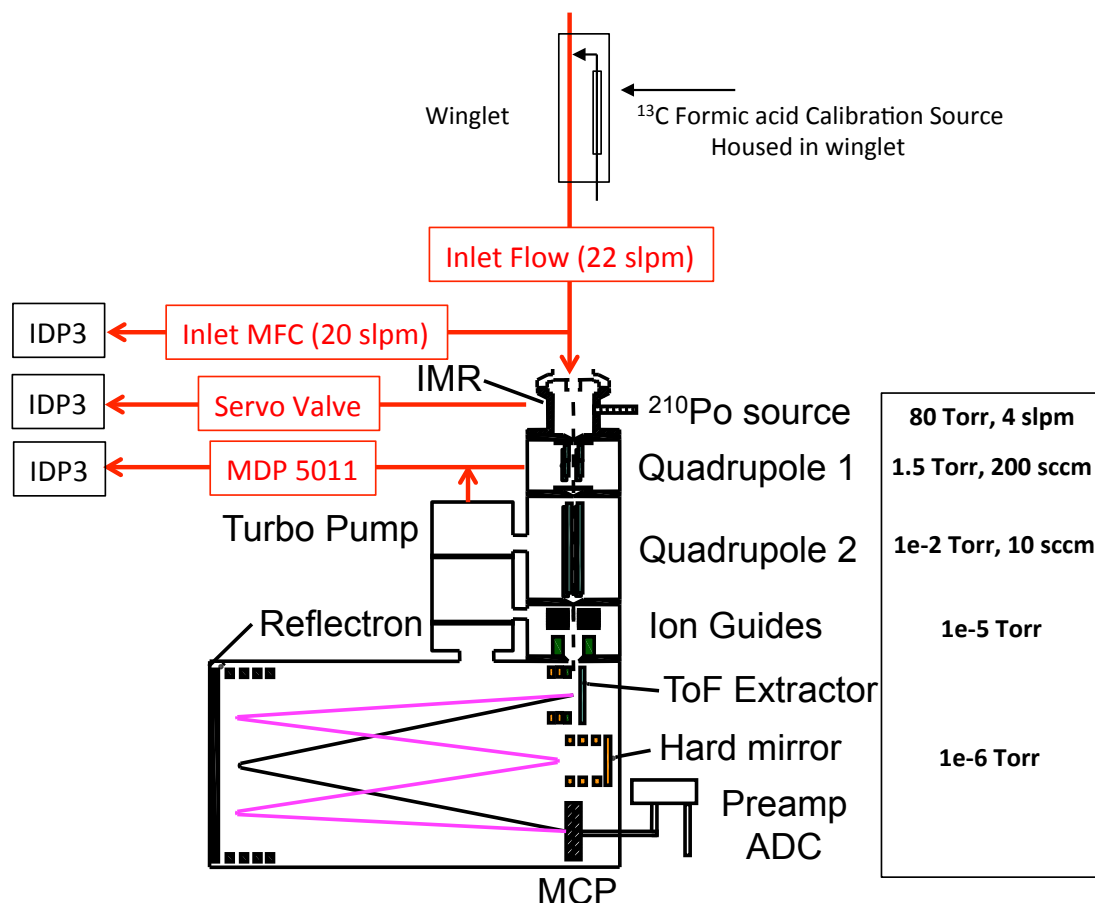 Winglet
¹³C Formic acid Calibration Source
Housed in winglet
Inlet Flow (22 slpm)
IDP3
Inlet MFC (20 slpm)
IMR
IDP3
Servo Valve
²¹⁰Po source
80 Torr, 4 slpm
IDP3
MDP 5011
Quadrupole 1
1.5 Torr, 200 sccm
Turbo Pump
Quadrupole 2
1e-2 Torr, 10 sccm
Reflectron
Ion Guides
1e-5 Torr
ToF Extractor
Hard mirror
1e-6 Torr
Preamp
ADC
MCP